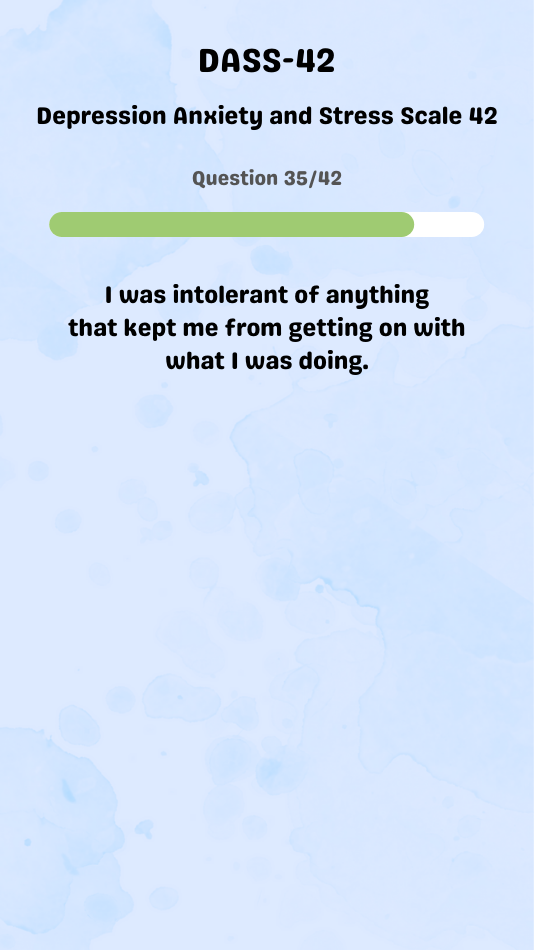 DASS-42
Depression Anxiety and Stress Scale 42
Question 35/42
I was intolerant of anything
that kept me from getting on with
what I was doing.